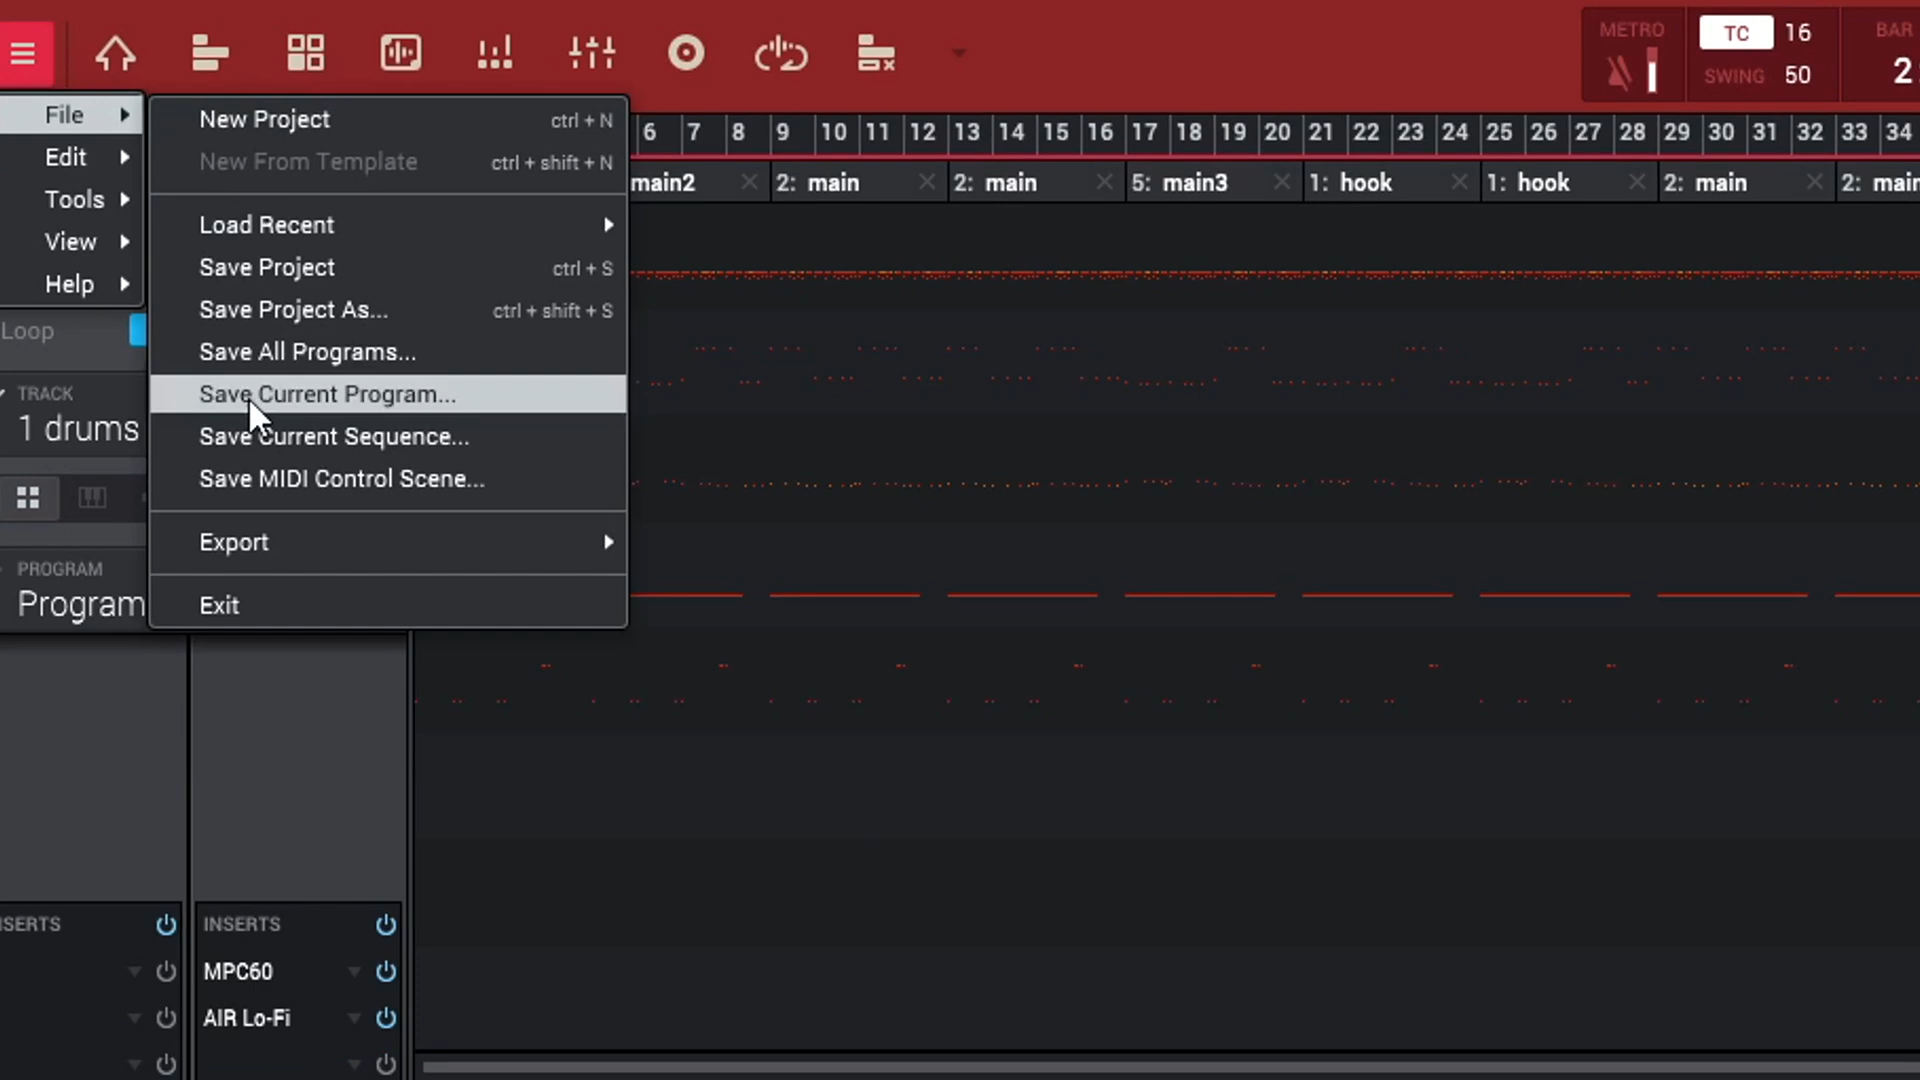 METRO
TC 16
BAR
SWING 50
2
File
Edit
Tools
View
Help
New Project ctrl + N
New From Template ctrl + shift + N
Load Recent
Save Project ctrl + S
Save Project As... ctrl + shift + S
Save All Programs...
Save Current Program...
Save Current Sequence...
Save MIDI Control Scene...
Export
Exit
6 7 8 9 10 11 12 13 14 15 16 17 18 19 20 21 22 23 24 25 26 27 28 29 30 31 32 33 34
main2 2: main 2: main 5: main3 1: hook 1: hook 2: main 2: main
Loop
TRACK
1 drums
PROGRAM
Program
SERTS
INSERTS
MPC60
AIR Lo-Fi